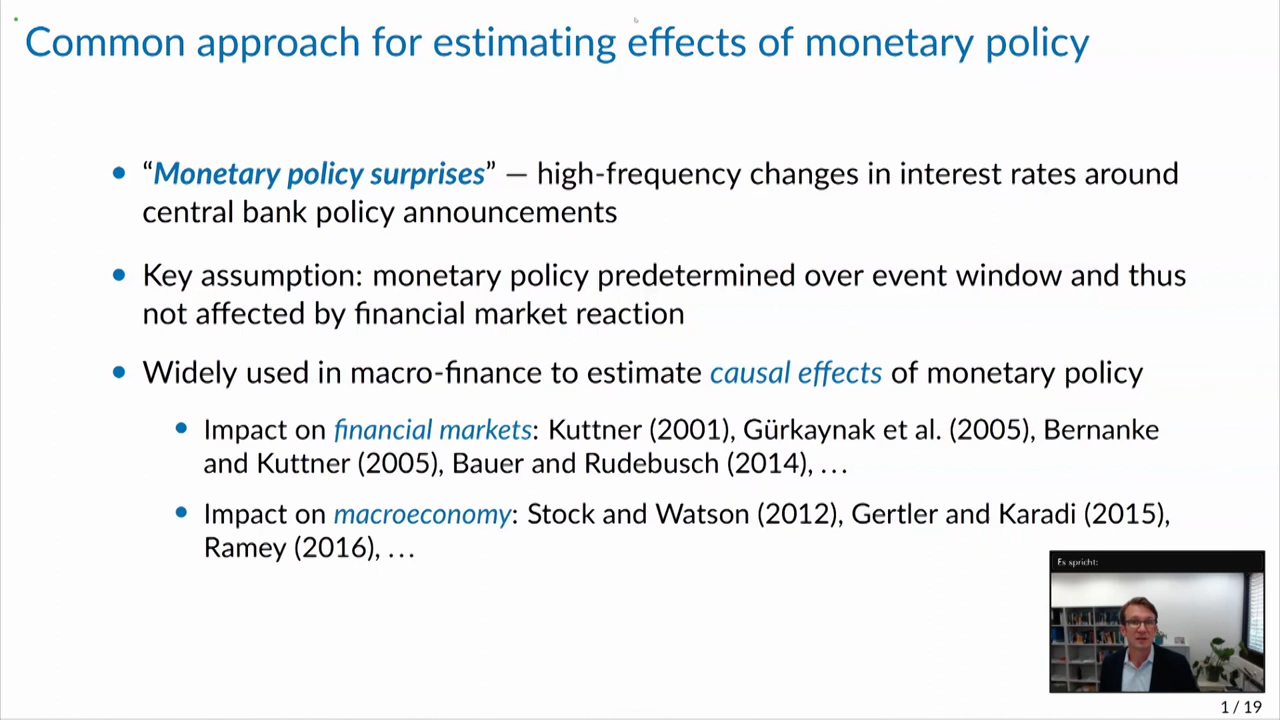 Common approach for estimating effects of monetary policy
• “Monetary policy surprises” — high-frequency changes in interest rates around
central bank policy announcements
• Key assumption: monetary policy predetermined over event window and thus
not affected by financial market reaction
• Widely used in macro-finance to estimate causal effects of monetary policy
• Impact on financial markets: Kuttner (2001), Gürkaynak et al. (2005), Bernanke
and Kuttner (2005), Bauer and Rudebusch (2014), …
• Impact on macroeconomy: Stock and Watson (2012), Gertler and Karadi (2015),
Ramey (2016), …
Es spricht:
1 / 19